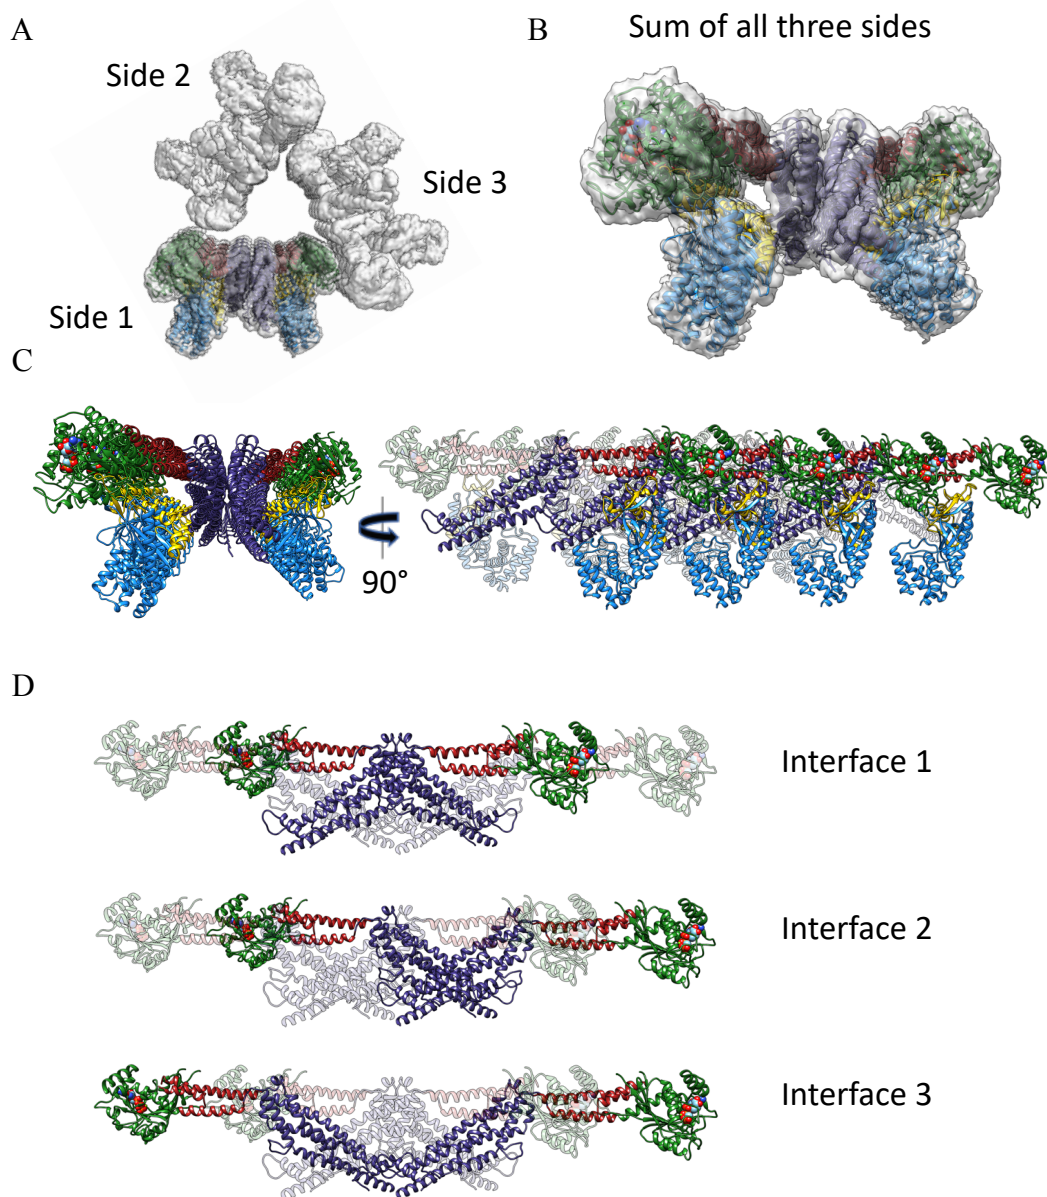 A
B
Sum of all three sides
Side 2
Side 3
Side 1
C
90°
D
Interface 1
Interface 2
Interface 3